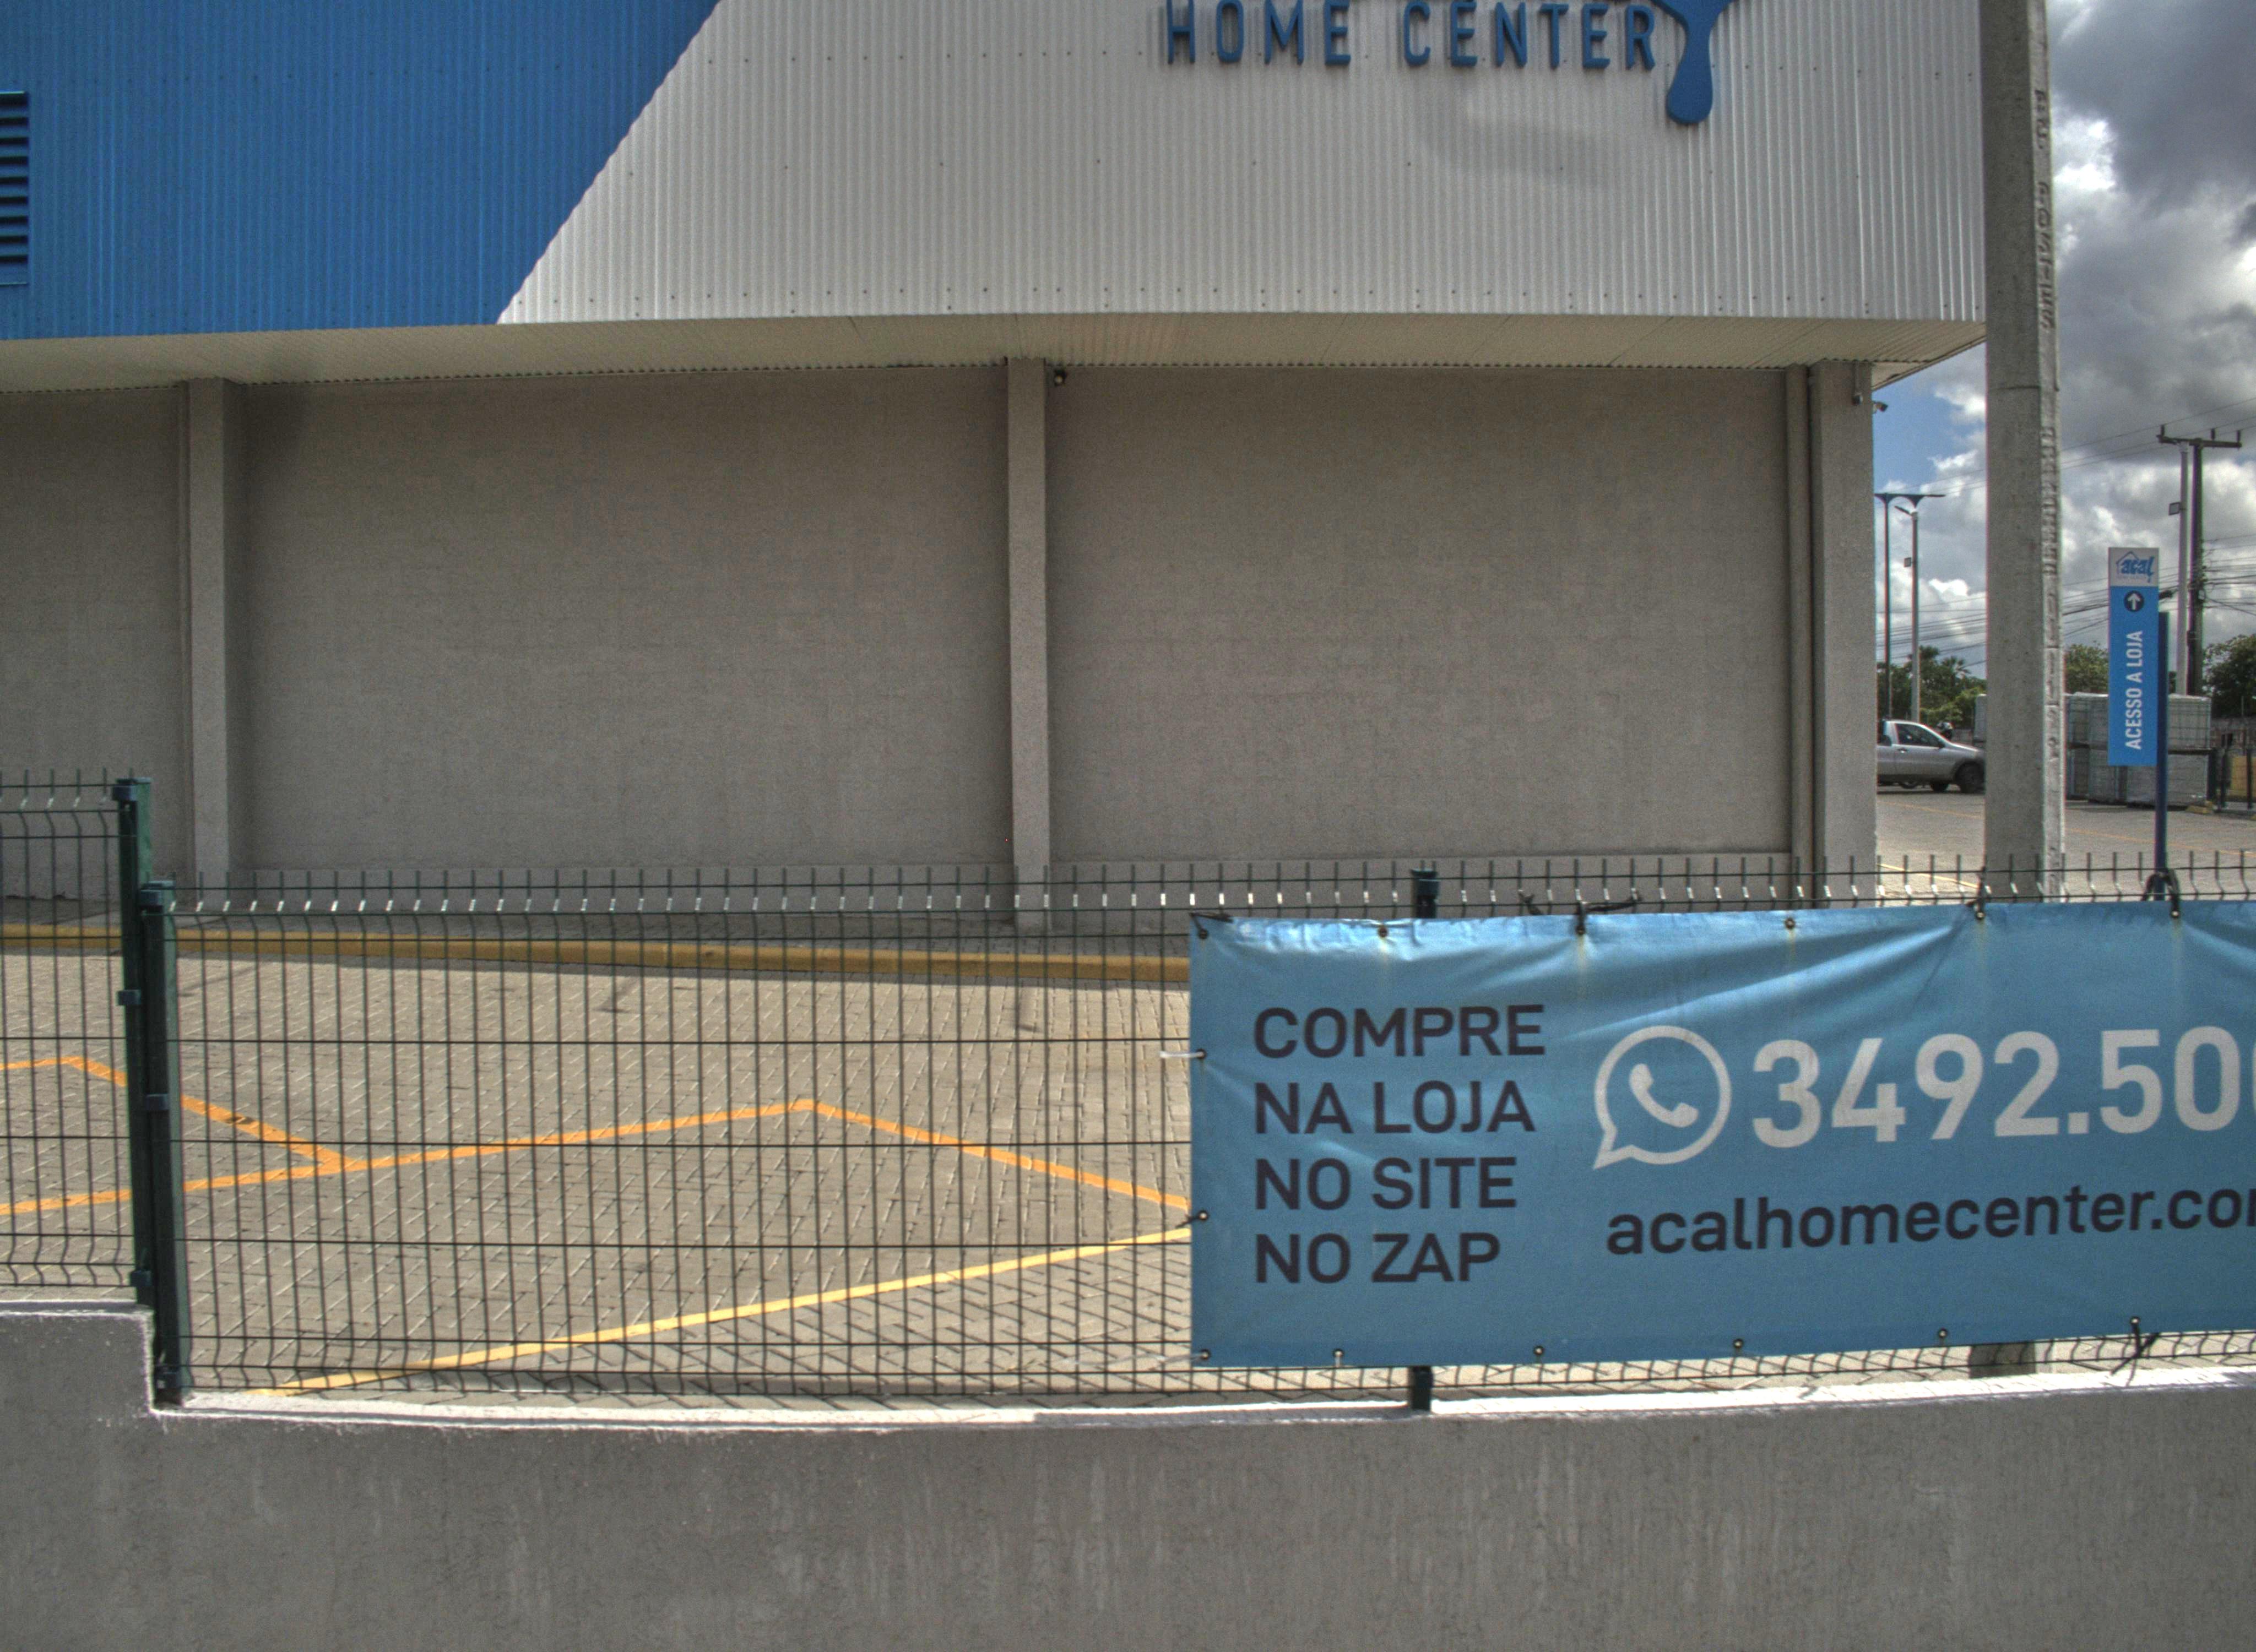 HOME CENTER
acal
ACESSO A LOJA
COMPRE
NA LOJA
NO SITE
NO ZAP
3492.50
acalhomecenter.co